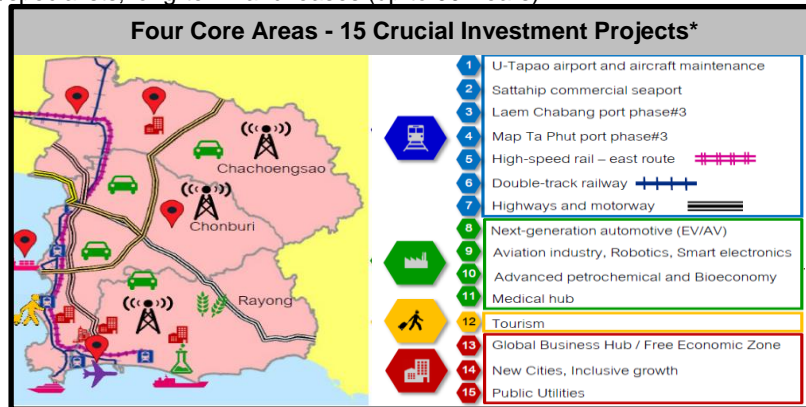 Four Core Areas - 15 Crucial Investment Projects*
Chachoengsao
Chonburi
Rayong
1 U-Tapao airport and aircraft maintenance
2 Sattahip commercial seaport
3 Laem Chabang port phase#3
4 Map Ta Phut port phase#3
5 High-speed rail – east route
6 Double-track railway
7 Highways and motorway
8 Next-generation automotive (EV/AV)
9 Aviation industry, Robotics, Smart electronics
10 Advanced petrochemical and Bioeconomy
11 Medical hub
12 Tourism
13 Global Business Hub / Free Economic Zone
14 New Cities, Inclusive growth
15 Public Utilities